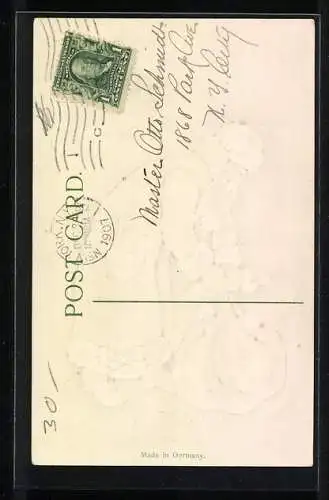 POST CARD.
Master Otto Schmidt
1868 Park Ave
N. Y. City
1907
30 -
Made in Germany.